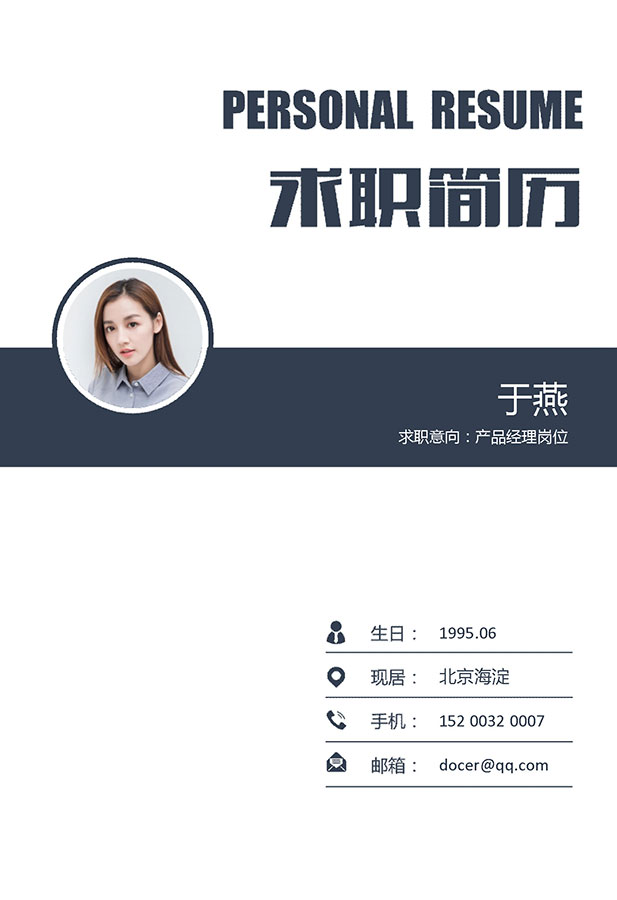 PERSONAL RESUME
求职简历
于燕
求职意向：产品经理岗位
生日： 1995.06
现居： 北京海淀
手机： 152 0032 0007
邮箱： docer@qq.com